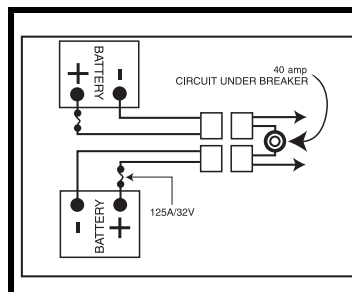 40 amp
CIRCUIT UNDER BREAKER
BATTERY
+ -
BATTERY
- +
125A/32V